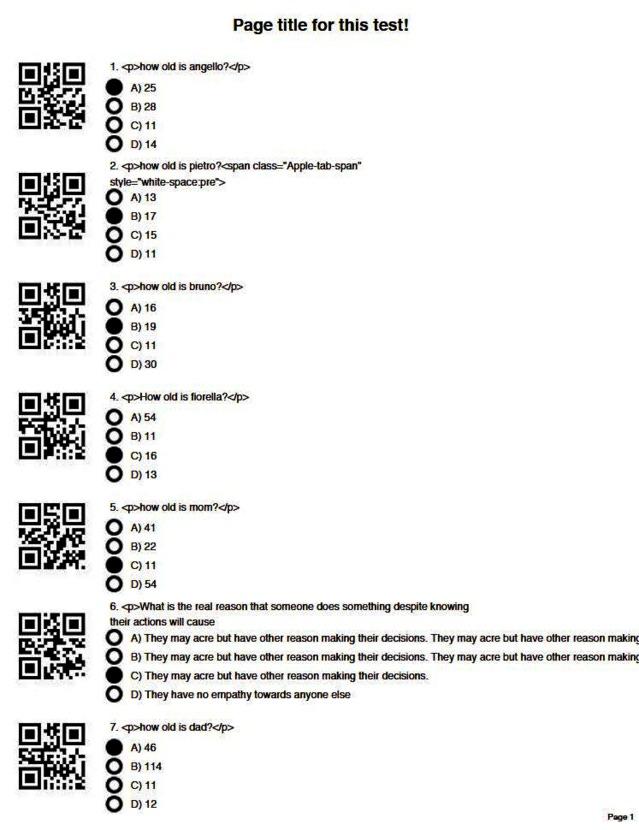 Page title for this test!
1. <p>how old is angello?</p>
A) 25
B) 28
C) 11
D) 14
2. <p>how old is pietro?<span class="Apple-tab-span"
style="white-space:pre">
A) 13
B) 17
C) 15
D) 11
3. <p>how old is bruno?</p>
A) 16
B) 19
C) 11
D) 30
4. <p>How old is fiorella?</p>
A) 54
B) 11
C) 16
D) 13
5. <p>how old is mom?</p>
A) 41
B) 22
C) 11
D) 54
6. <p>What is the real reason that someone does something despite knowing
their actions will cause
A) They may acre but have other reason making their decisions. They may acre but have other reason making
B) They may acre but have other reason making their decisions. They may acre but have other reason making
C) They may acre but have other reason making their decisions.
D) They have no empathy towards anyone else
7. <p>how old is dad?</p>
A) 46
B) 114
C) 11
D) 12
Page 1